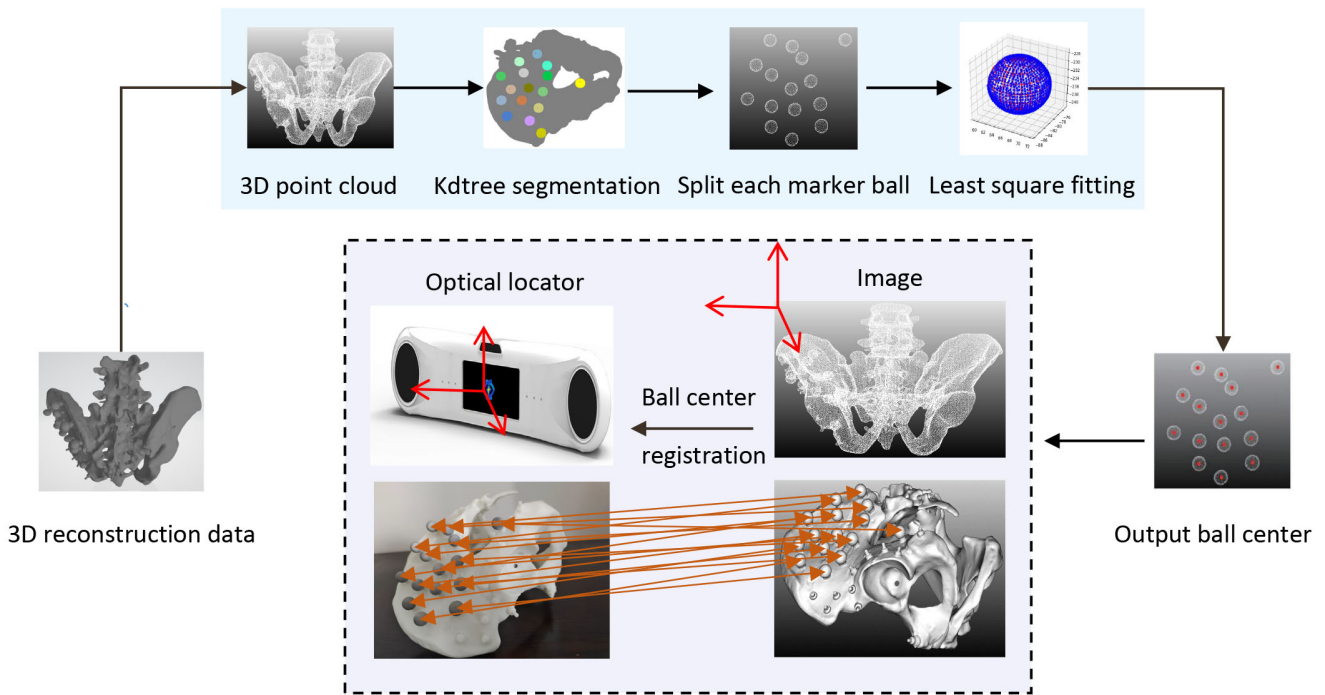 3D point cloud
Kdtree segmentation
Split each marker ball
Least square fitting
Optical locator
Image
Ball center
registration
3D reconstruction data
Output ball center